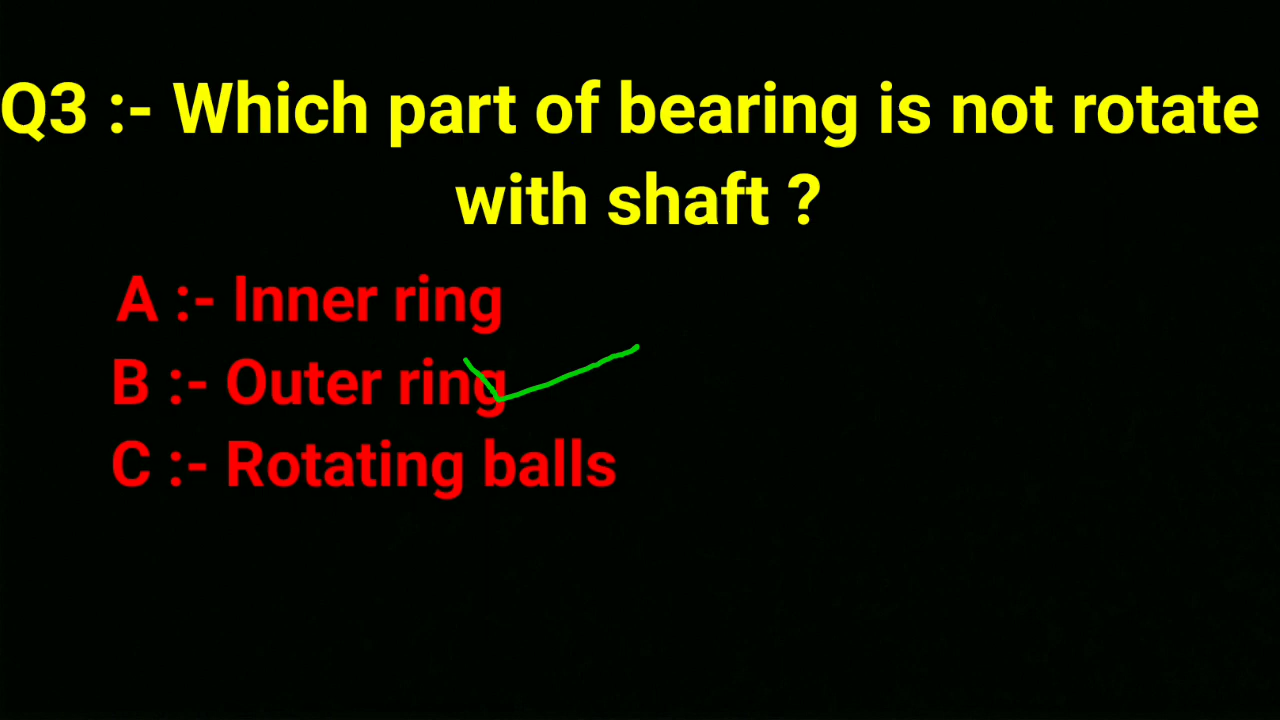 Q3 :- Which part of bearing is not rotate
with shaft ?
A :- Inner ring
B :- Outer ring
C :- Rotating balls